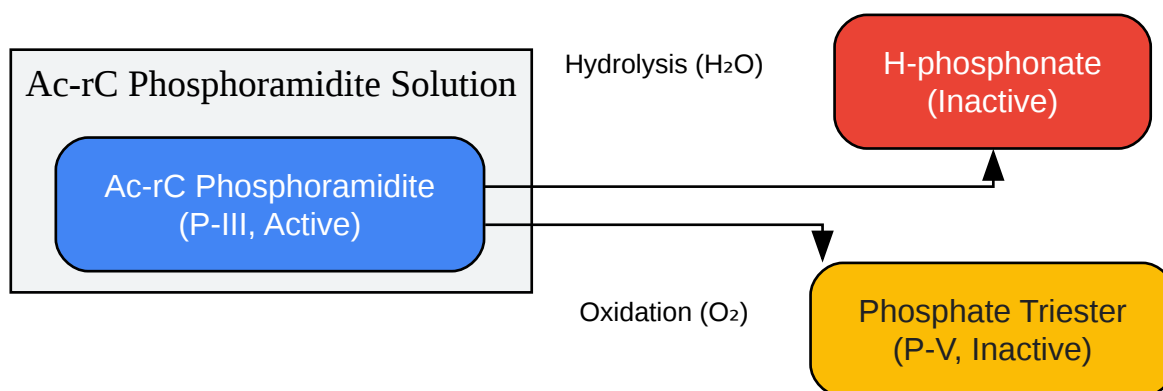 Ac-rC Phosphoramidite Solution
Ac-rC Phosphoramidite
(P-III, Active)
Hydrolysis (H₂O)
H-phosphonate
(Inactive)
Oxidation (O₂)
Phosphate Triester
(P-V, Inactive)